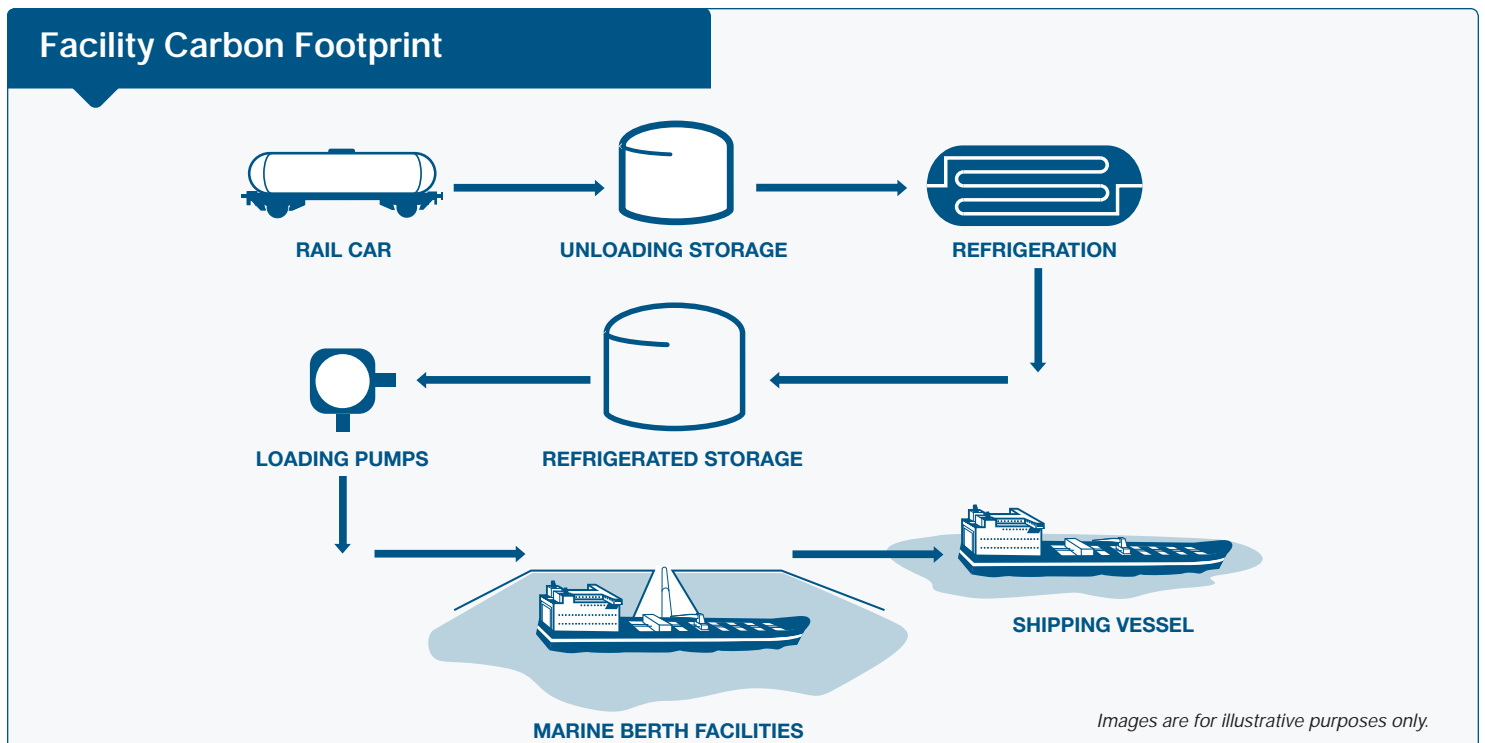 Facility Carbon Footprint
RAIL CAR
UNLOADING STORAGE
REFRIGERATION
LOADING PUMPS
REFRIGERATED STORAGE
SHIPPING VESSEL
MARINE BERTH FACILITIES
Images are for illustrative purposes only.